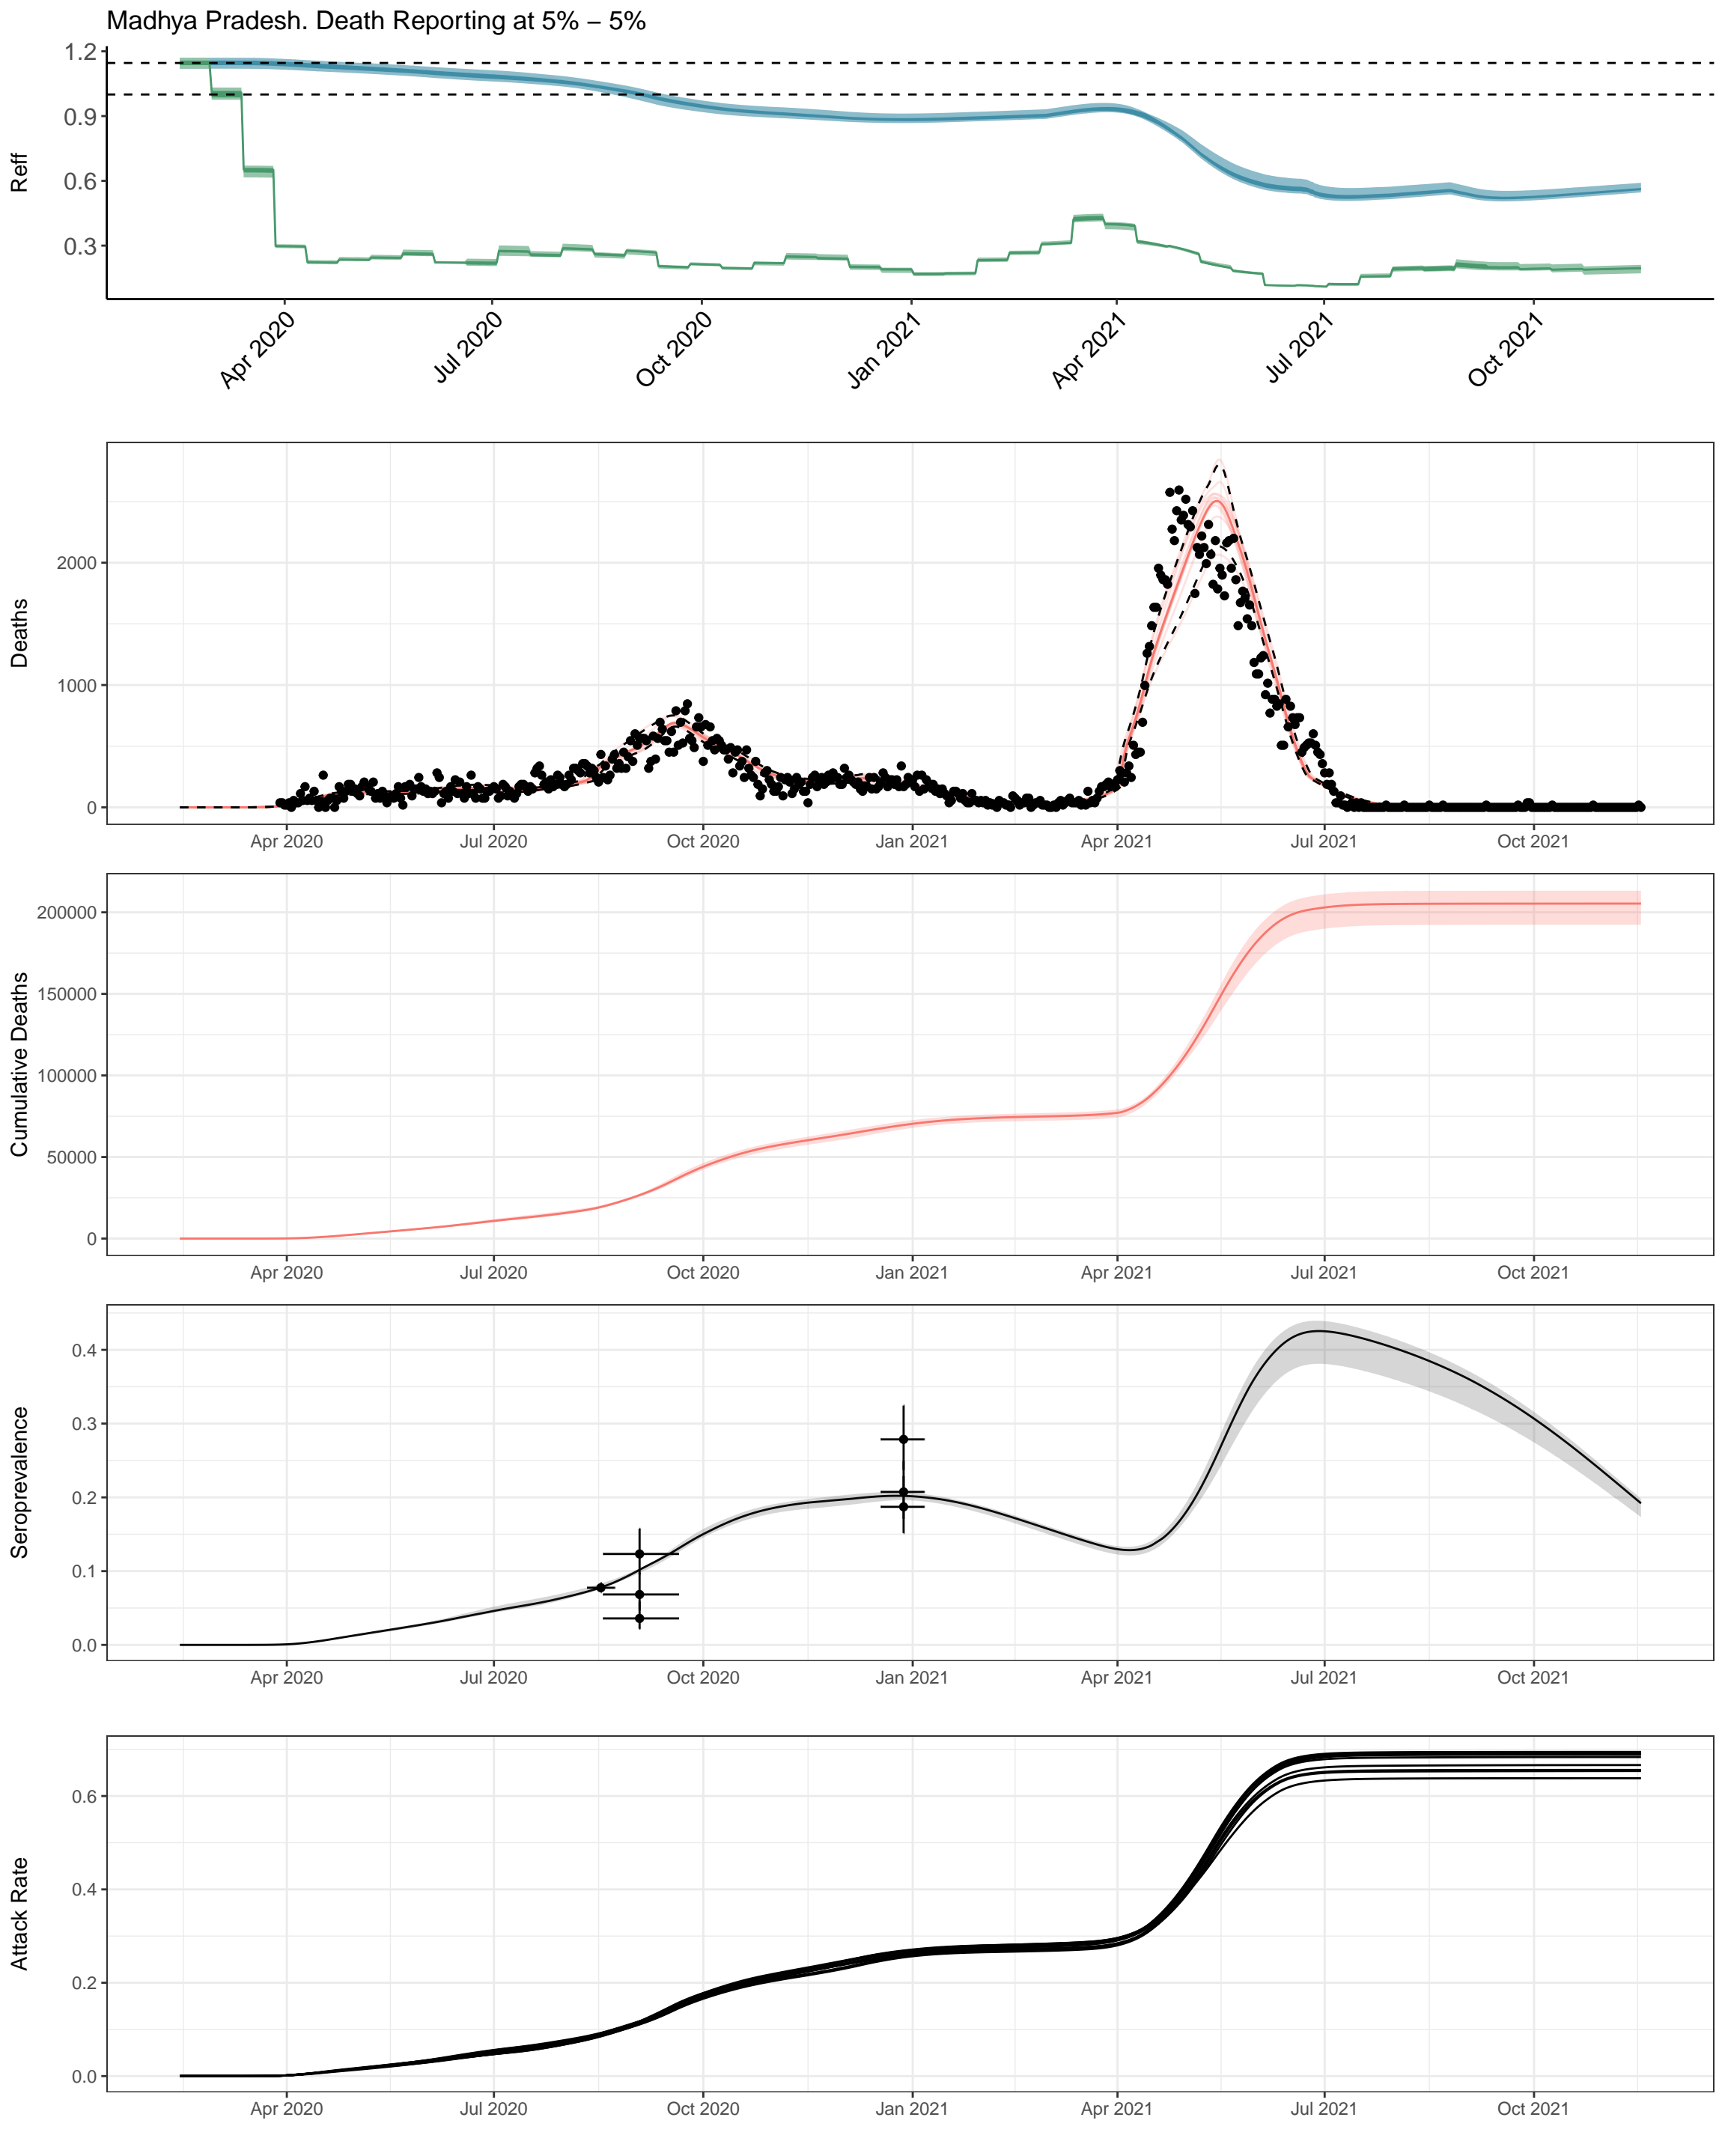 Madhya Pradesh. Death Reporting at 5% − 5%
Reff
1.2
0.9
0.6
0.3
Apr 2020
Jul 2020
Oct 2020
Jan 2021
Apr 2021
Jul 2021
Oct 2021
Deaths
2000
1000
0
Apr 2020
Jul 2020
Oct 2020
Jan 2021
Apr 2021
Jul 2021
Oct 2021
Cumulative Deaths
200000
150000
100000
50000
0
Apr 2020
Jul 2020
Oct 2020
Jan 2021
Apr 2021
Jul 2021
Oct 2021
Seroprevalence
0.4
0.3
0.2
0.1
0.0
Apr 2020
Jul 2020
Oct 2020
Jan 2021
Apr 2021
Jul 2021
Oct 2021
Attack Rate
0.6
0.4
0.2
0.0
Apr 2020
Jul 2020
Oct 2020
Jan 2021
Apr 2021
Jul 2021
Oct 2021